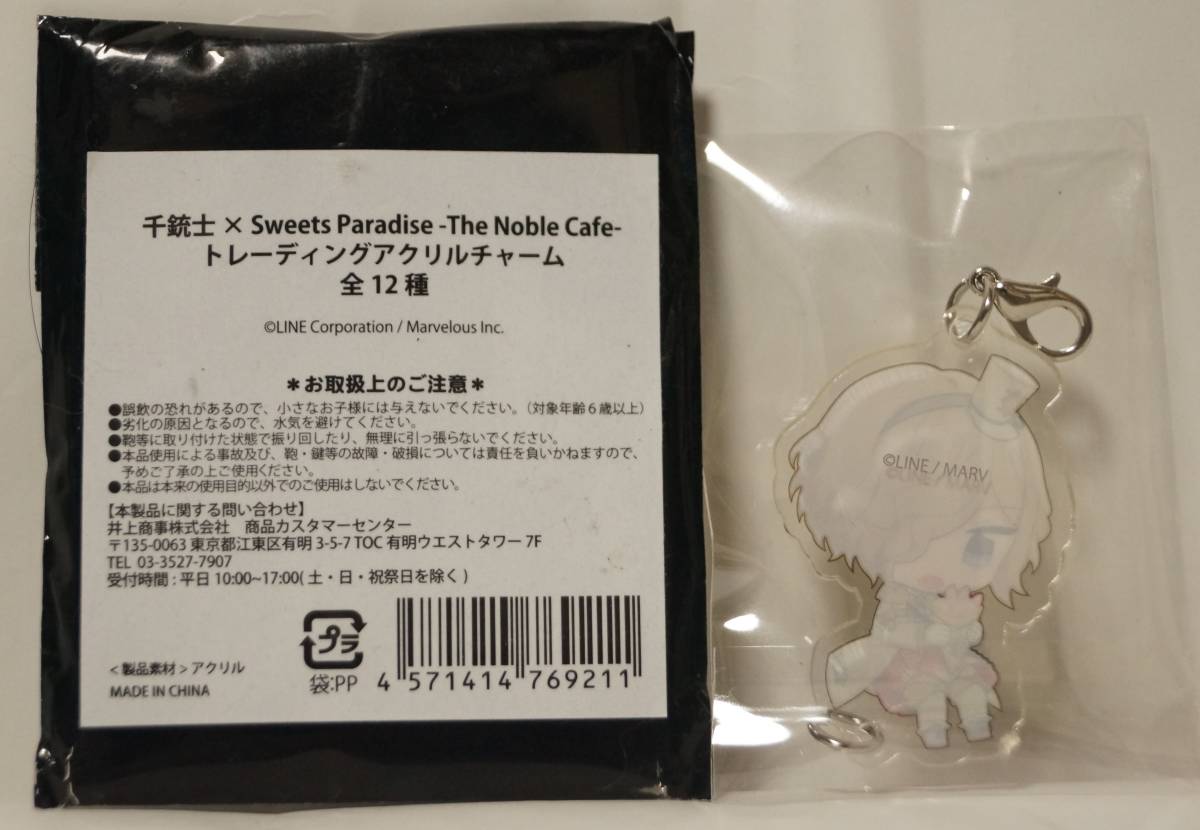 千銃士 × Sweets Paradise -The Noble Cafe-
トレーディングアクリルチャーム
全 12 種
©LINE Corporation / Marvelous Inc.
＊お取扱上のご注意＊
●誤飲の恐れがあるので、小さなお子様には与えないでください。（対象年齢６歳以上）
●劣化の原因となるので、水気を避けてください。
●鞄等に取り付けた状態で振り回したり、無理に引っ張らないでください。
●本品使用による事故及び、鞄・鍵等の故障・破損については責任を負いかねますので、
予めご了承の上ご使用ください。
●本品は本来の使用目的以外でのご使用はしないでください。
【本製品に関する問い合わせ】
井上商事株式会社　商品カスタマーセンター
〒135-0063 東京都江東区有明 3-5-7 TOC 有明ウエストタワー 7F
TEL 03-3527-7907
受付時間 : 平日 10:00~17:00( 土・日・祝祭日を除く )
プラ
＜製品素材＞アクリル
袋:PP
4 571414 769211
MADE IN CHINA
©LINE / MARV